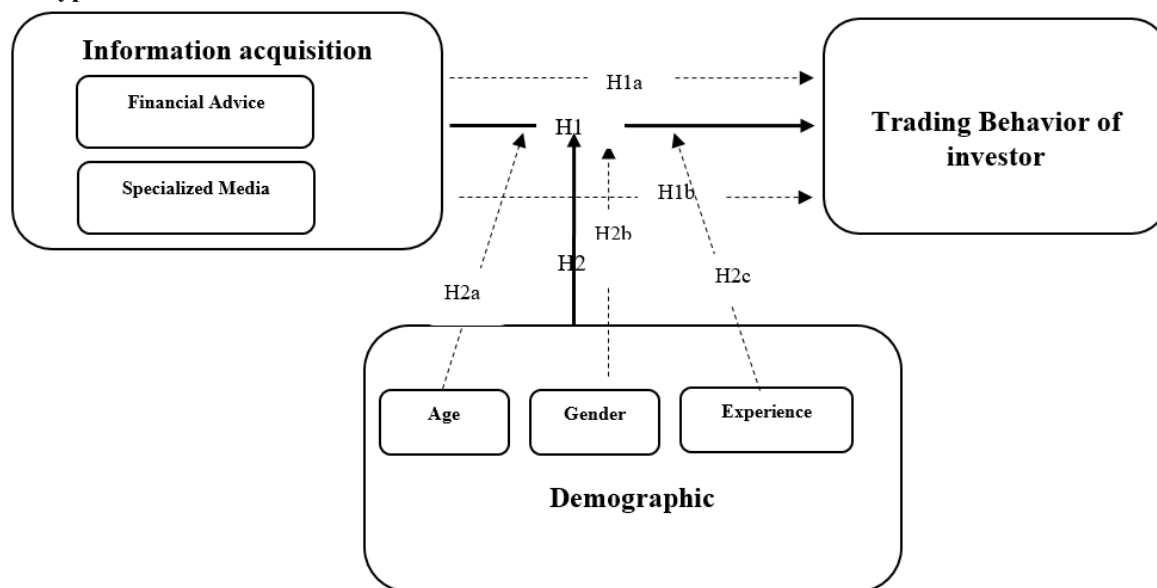 Information acquisition
Financial Advice
Specialized Media
H1a
H1
H1b
Trading Behavior of
investor
H2a
H2
H2b
H2c
Age
Gender
Experience
Demographic